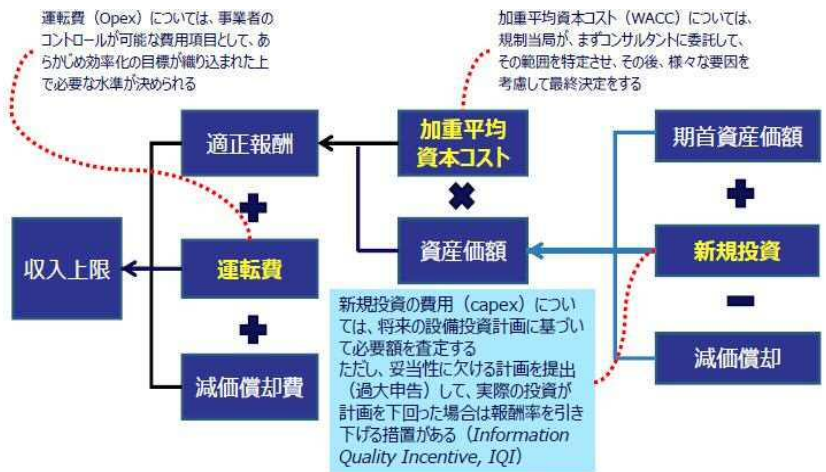 運転費（Opex）については、事業者の
コントロールが可能な費用項目として、あ
らかじめ効率化の目標が織り込まれた上
で必要な水準が決められる
加重平均資本コスト（WACC）については、
規制当局が、まずコンサルタントに委託して、
その範囲を特定させ、その後、様々な要因を
考慮して最終決定をする
適正報酬
加重平均
資本コスト
期首資産価額
収入上限
運転費
資産価額
新規投資
減価償却費
新規投資の費用（capex）につい
ては、将来の設備投資計画に基づい
て必要額を査定する
ただし、妥当性に欠ける計画を提出
（過大申告）して、実際の投資が
計画を下回った場合は報酬率を引き
下げる措置がある（Information
Quality Incentive, IQI）
減価償却